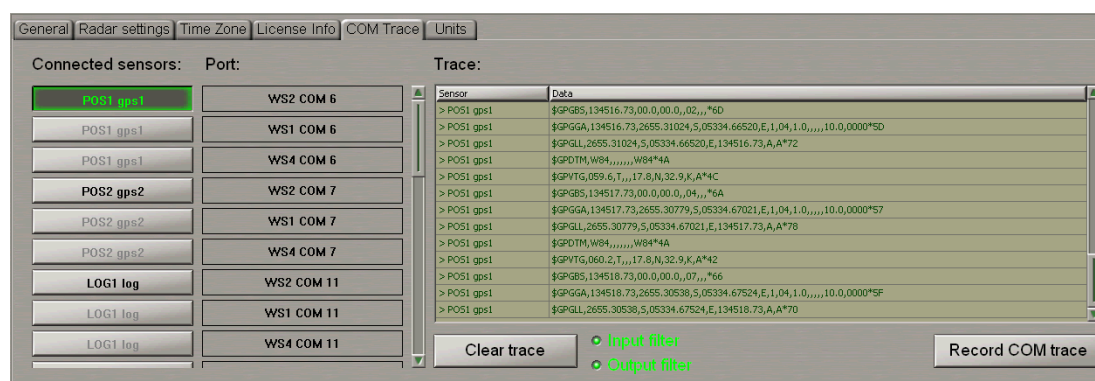 General Radar settings Time Zone License Info COM Trace Units
Connected sensors: Port: Trace:
POS1 gps1 WS2 COM 6
POS1 gps1 WS1 COM 6
POS1 gps1 WS4 COM 6
POS2 gps2 WS2 COM 7
POS2 gps2 WS1 COM 7
POS2 gps2 WS4 COM 7
LOG1 log WS2 COM 11
LOG1 log WS1 COM 11
LOG1 log WS4 COM 11
Sensor Data
> POS1 gps1 $GPGBS,134516.73,00.0,00.0,,02,,,*6D
> POS1 gps1 $GPGGA,134516.73,2655.31024,S,05334.66520,E,1,04,1.0,,,,,10.0,0000*5D
> POS1 gps1 $GPGLL,2655.31024,S,05334.66520,E,134516.73,A,A*72
> POS1 gps1 $GPDTM,W84,,,,,,,W84*4A
> POS1 gps1 $GPVTG,059.6,T,,,17.8,N,32.9,K,A*4C
> POS1 gps1 $GPGBS,134517.73,00.0,00.0,,04,,,*6A
> POS1 gps1 $GPGGA,134517.73,2655.30779,S,05334.67021,E,1,04,1.0,,,,,10.0,0000*57
> POS1 gps1 $GPGLL,2655.30779,S,05334.67021,E,134517.73,A,A*78
> POS1 gps1 $GPDTM,W84,,,,,,,W84*4A
> POS1 gps1 $GPVTG,060.2,T,,,17.8,N,32.9,K,A*42
> POS1 gps1 $GPGBS,134518.73,00.0,00.0,,07,,,*66
> POS1 gps1 $GPGGA,134518.73,2655.30538,S,05334.67524,E,1,04,1.0,,,,,10.0,0000*5F
> POS1 gps1 $GPGLL,2655.30538,S,05334.67524,E,134518.73,A,A*70
Clear trace Input filter Record COM trace
Output filter